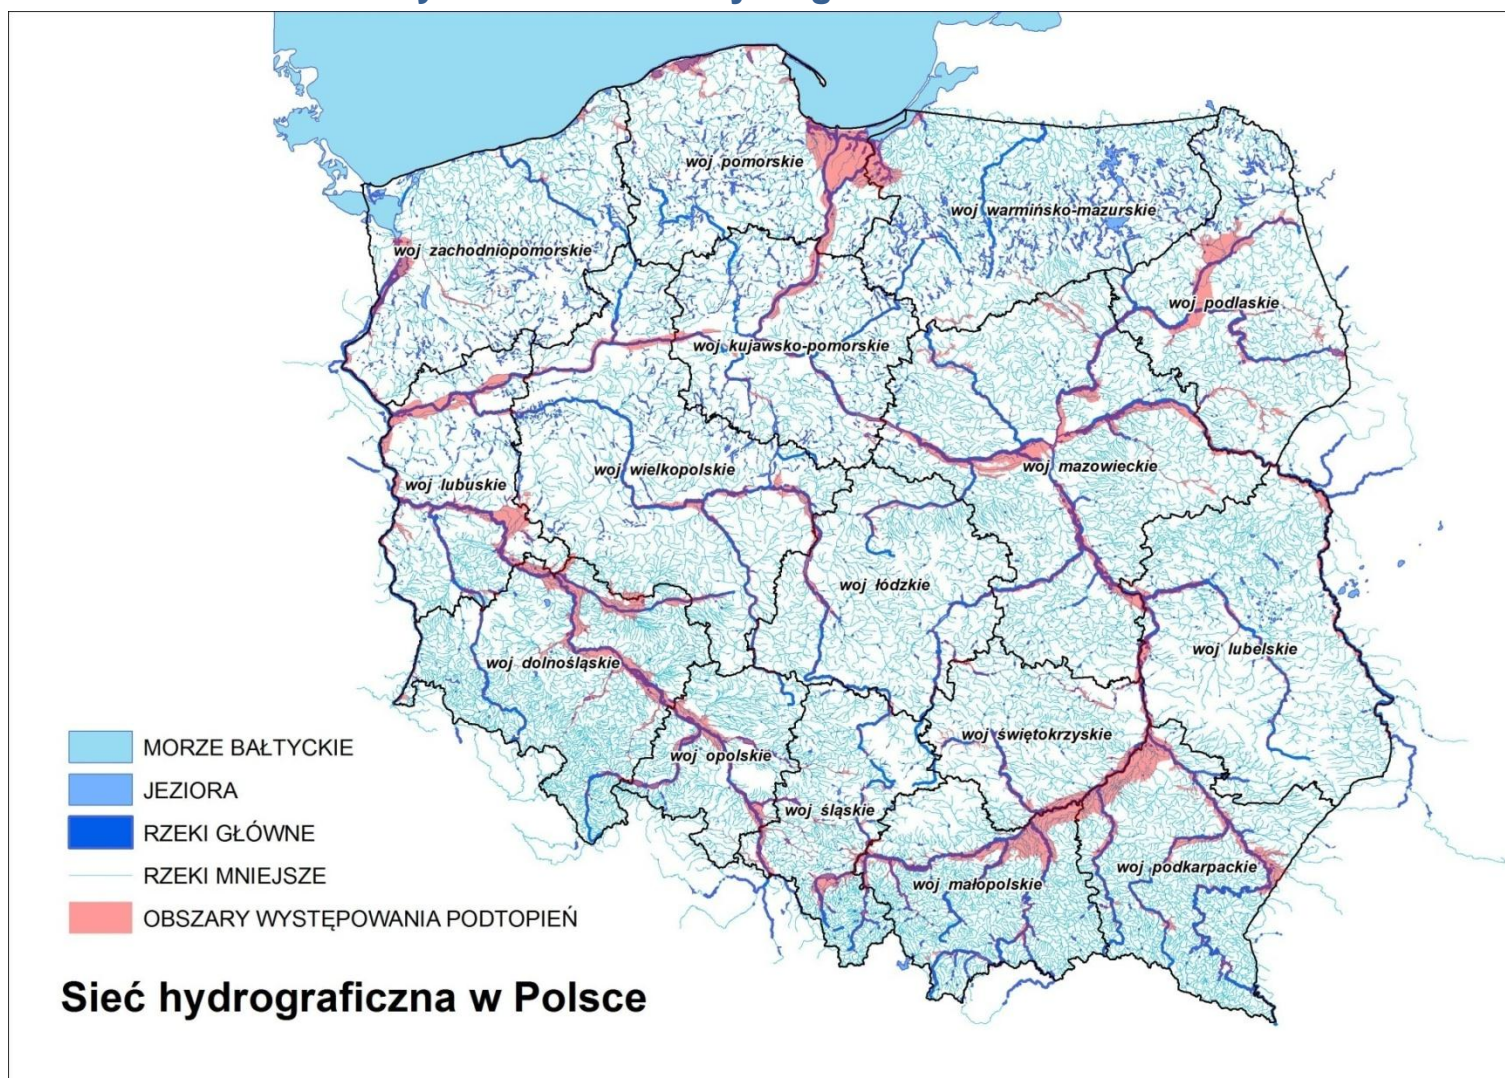 woj pomorskie
woj warmińsko-mazurskie
woj zachodniopomorskie
woj podlaskie
woj kujawsko-pomorskie
woj wielkopolskie
woj mazowieckie
woj lubuskie
woj łódzkie
woj dolnośląskie
woj lubelskie
woj opolskie
woj świętokrzyskie
woj śląskie
woj małopolskie
woj podkarpackie
MORZE BAŁTYCKIE
JEZIORA
RZEKI GŁÓWNE
RZEKI MNIEJSZE
OBSZARY WYSTĘPOWANIA PODTOPIEŃ
Sieć hydrograficzna w Polsce